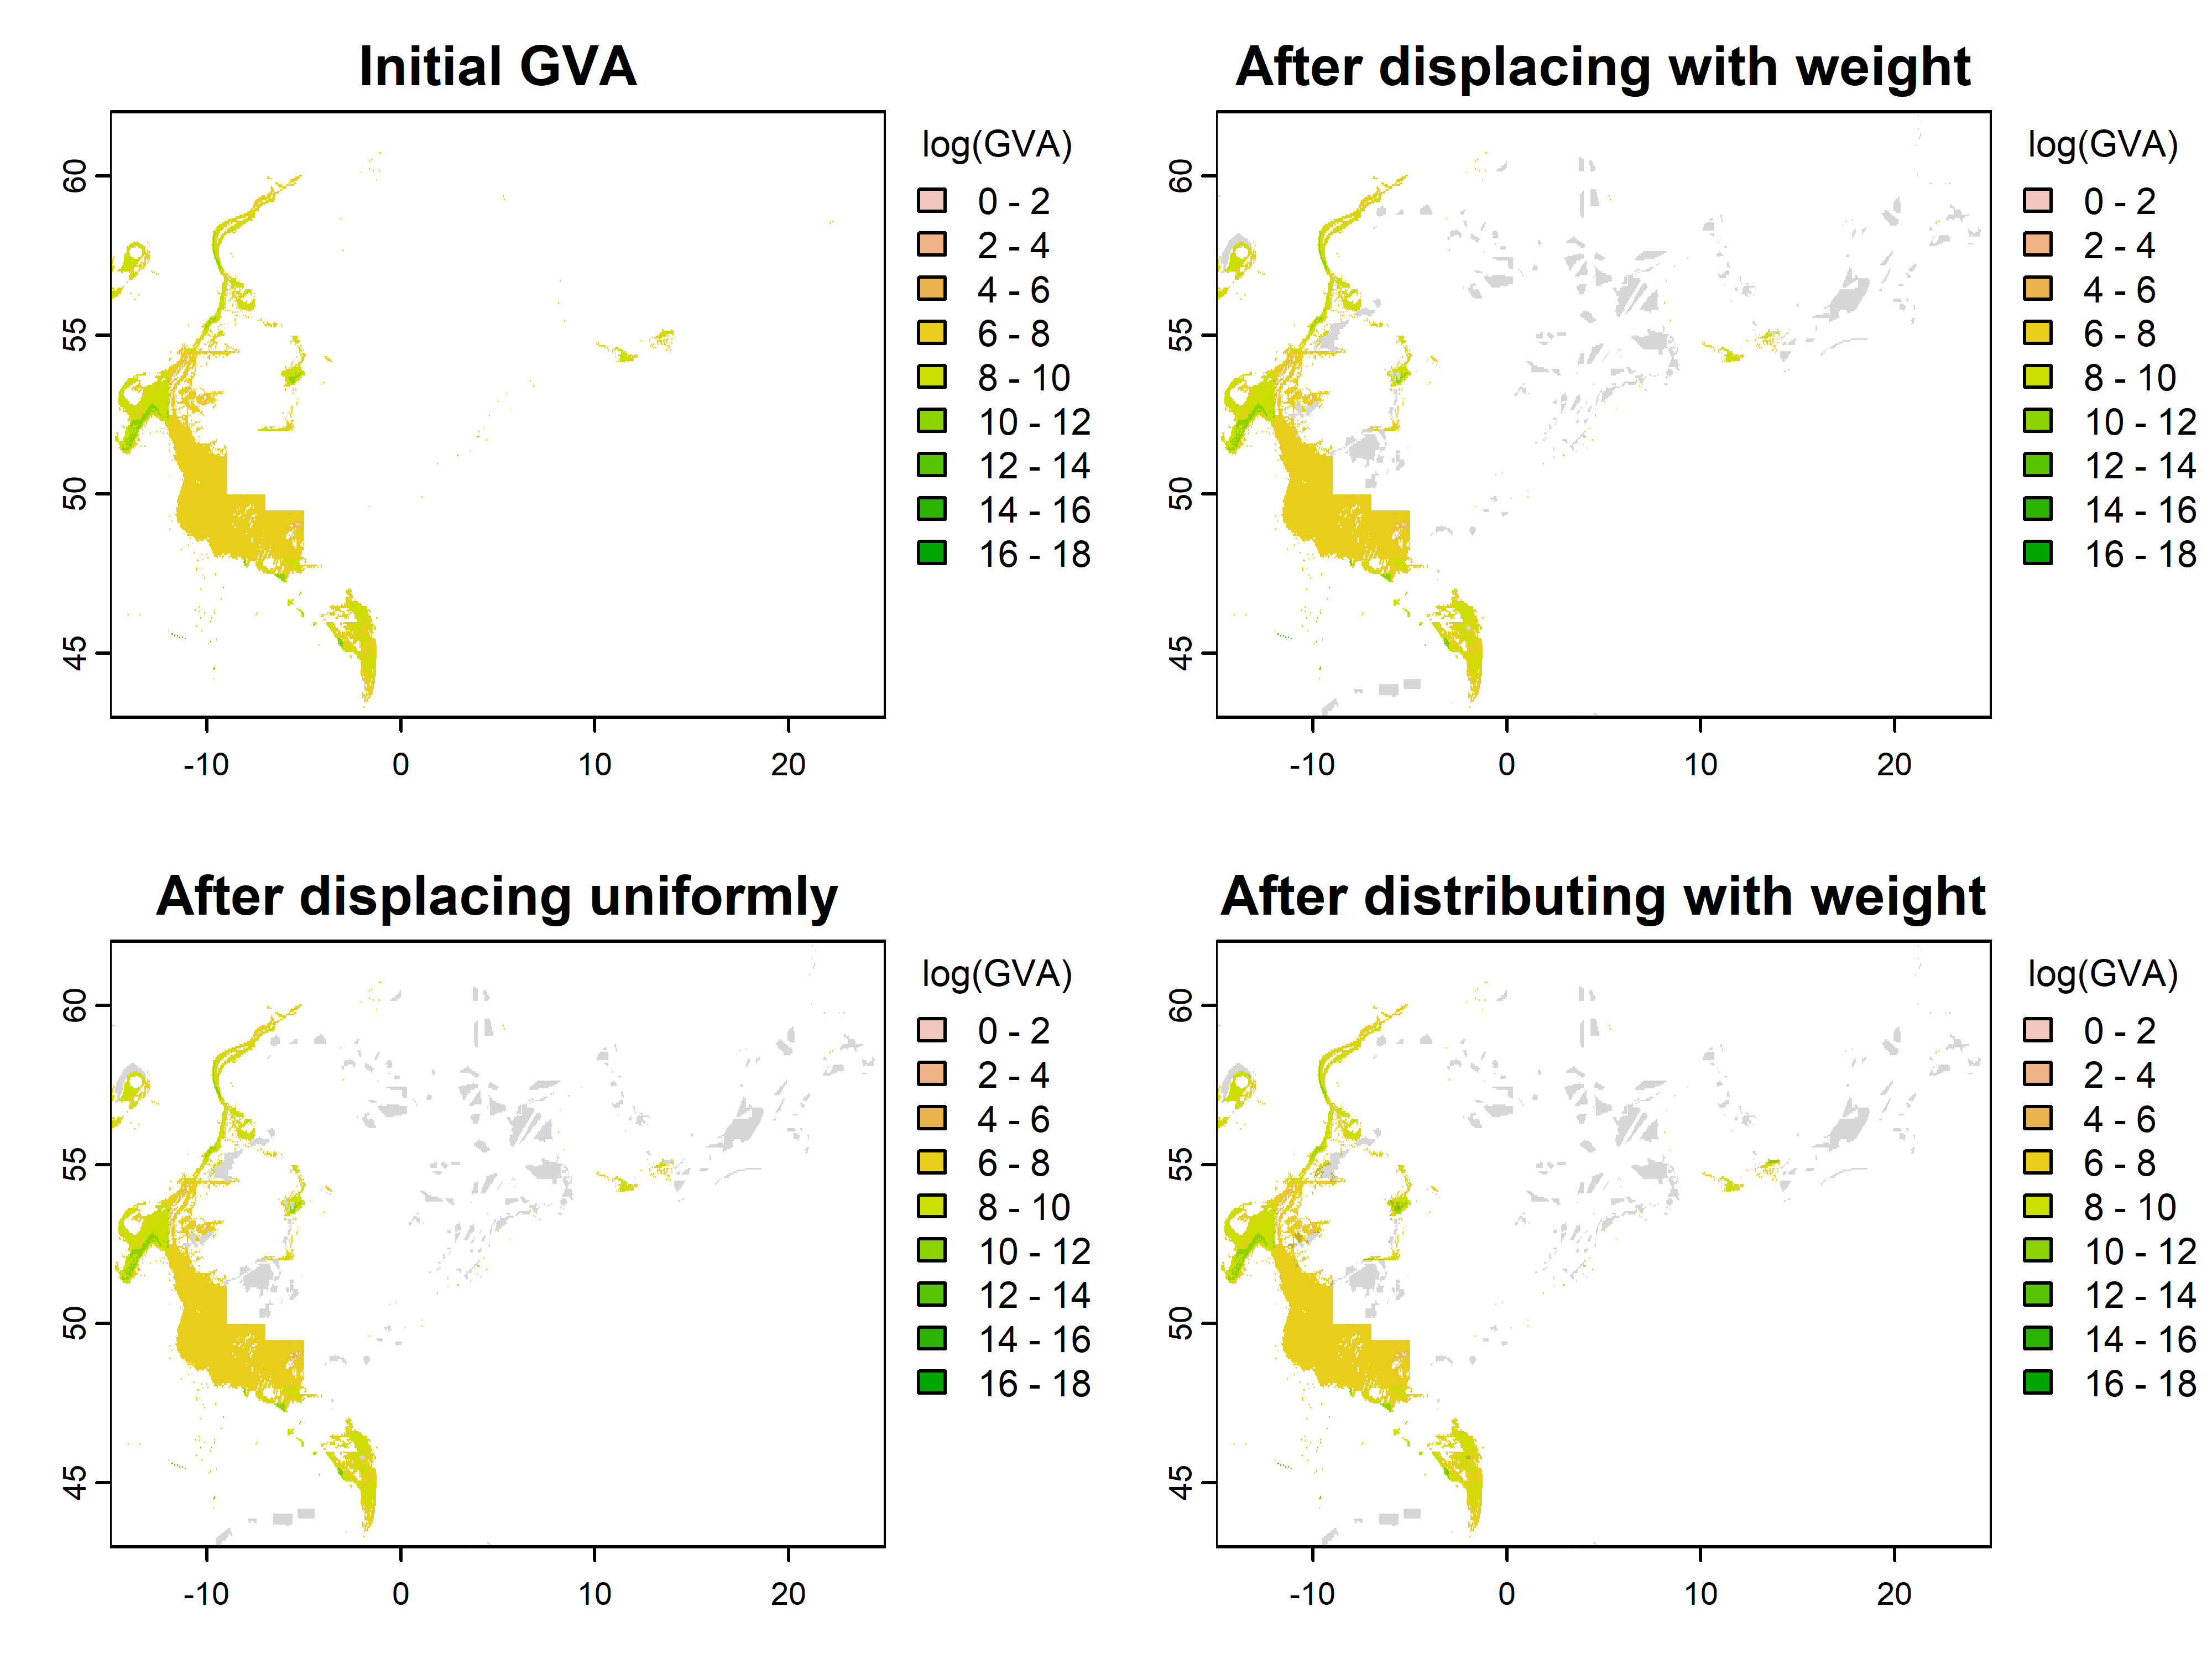 Initial GVA
60
55
50
45
-10
0
10
20
log(GVA)
0 - 2
2 - 4
4 - 6
6 - 8
8 - 10
10 - 12
12 - 14
14 - 16
16 - 18
After displacing with weight
60
55
50
45
-10
0
10
20
log(GVA)
0 - 2
2 - 4
4 - 6
6 - 8
8 - 10
10 - 12
12 - 14
14 - 16
16 - 18
After displacing uniformly
60
55
50
45
-10
0
10
20
log(GVA)
0 - 2
2 - 4
4 - 6
6 - 8
8 - 10
10 - 12
12 - 14
14 - 16
16 - 18
After distributing with weight
60
55
50
45
-10
0
10
20
log(GVA)
0 - 2
2 - 4
4 - 6
6 - 8
8 - 10
10 - 12
12 - 14
14 - 16
16 - 18